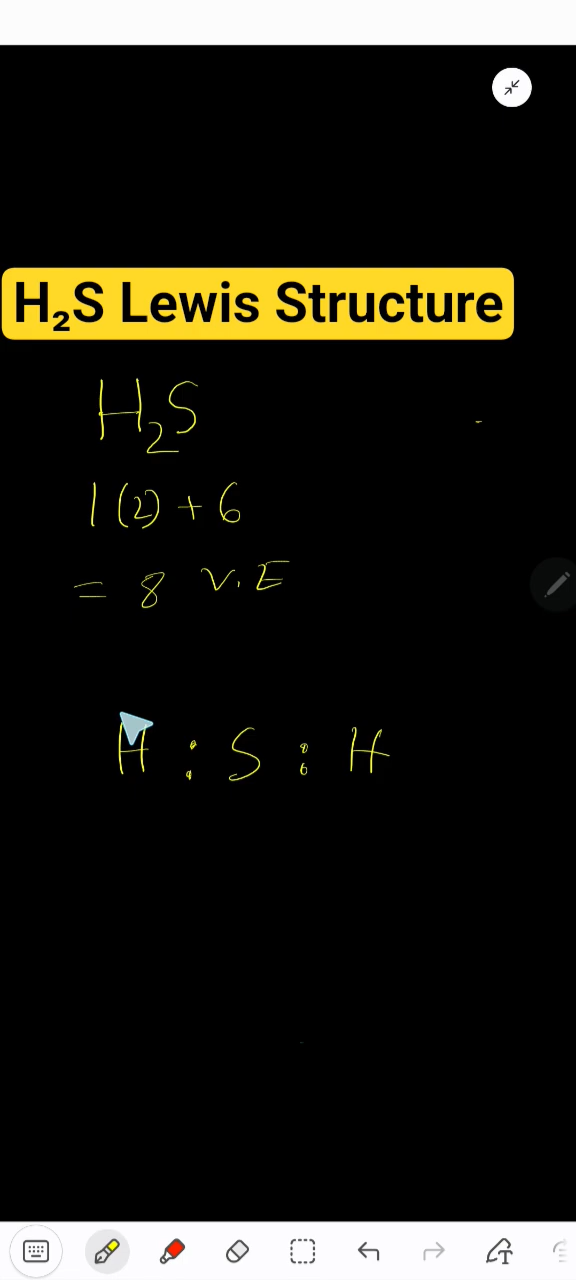 H₂S Lewis Structure
H₂S
1(2) + 6
= 8 V.E
H : S : H